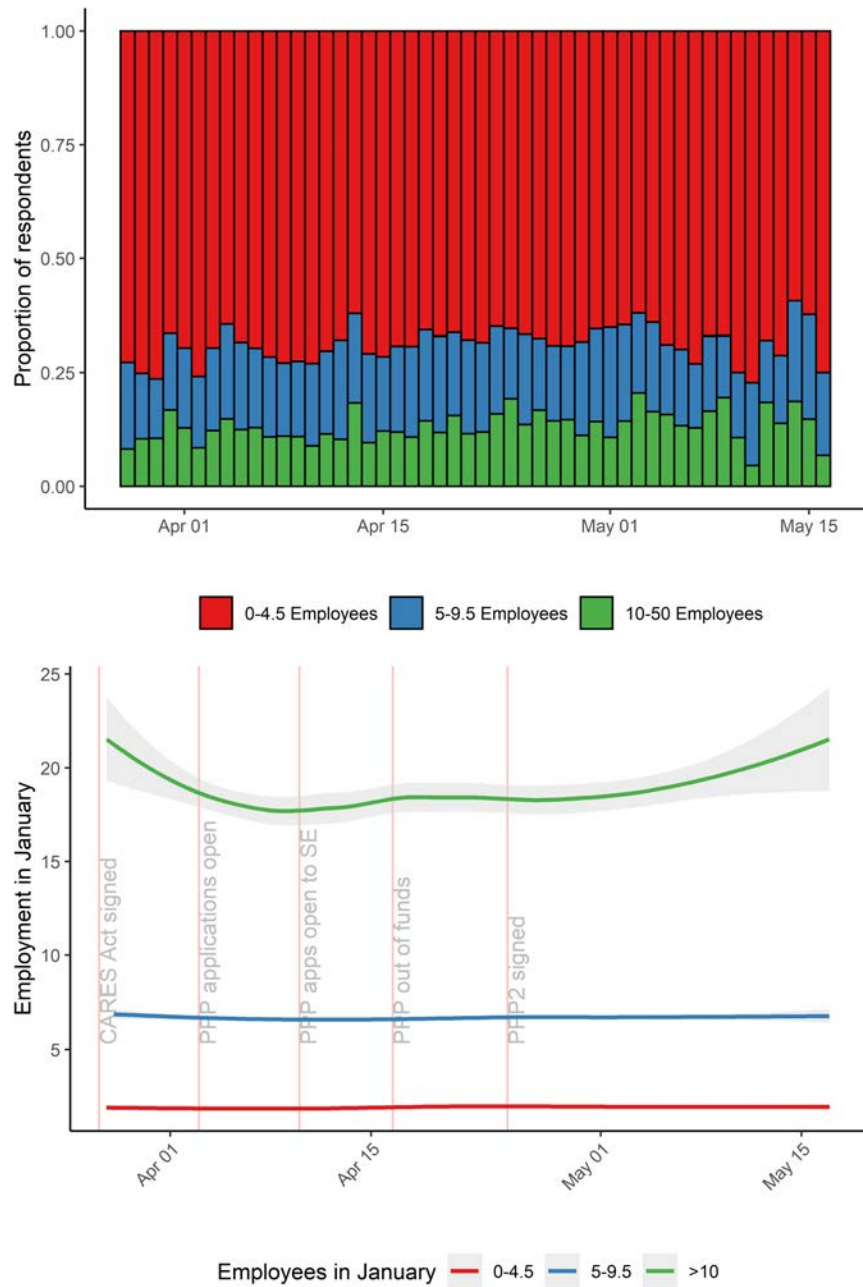 1.00
0.75
0.50
0.25
0.00
Proportion of respondents
Apr 01
Apr 15
May 01
May 15
0-4.5 Employees
5-9.5 Employees
10-50 Employees
25
20
15
10
5
Employment in January
CARES Act signed
PPP applications open
PPP apps open to SE
PPP out of funds
PPP2 signed
Apr 01
Apr 15
May 01
May 15
Employees in January
0-4.5
5-9.5
>10